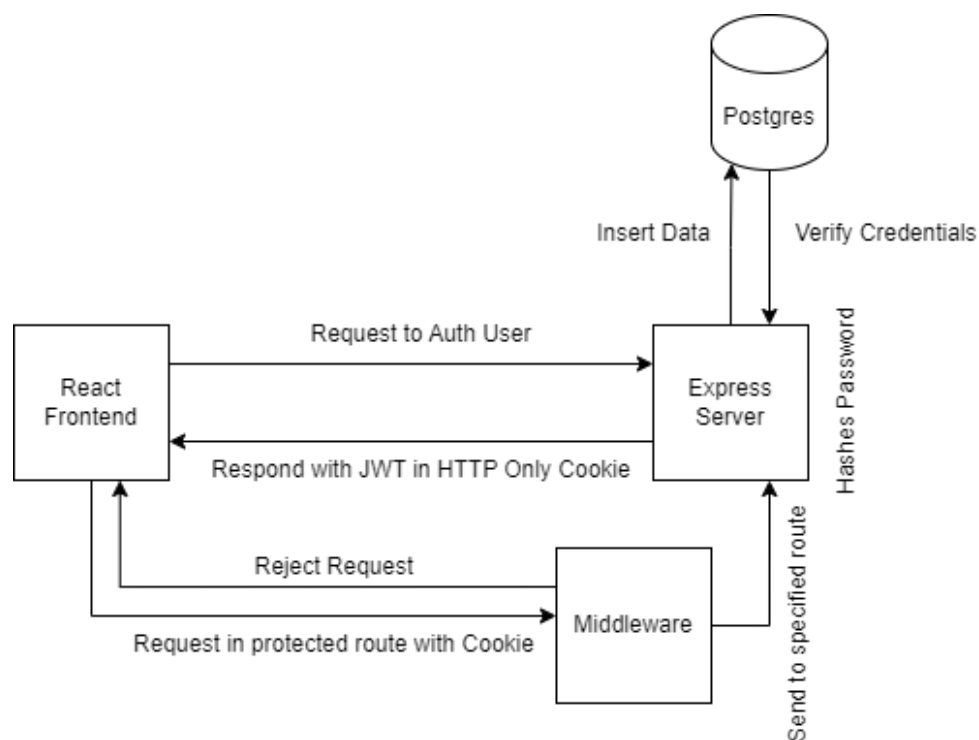 Postgres
Insert Data
Verify Credentials
Request to Auth User
React
Frontend
Express
Server
Hashes Password
Respond with JWT in HTTP Only Cookie
Reject Request
Middleware
Request in protected route with Cookie
Send to specified route